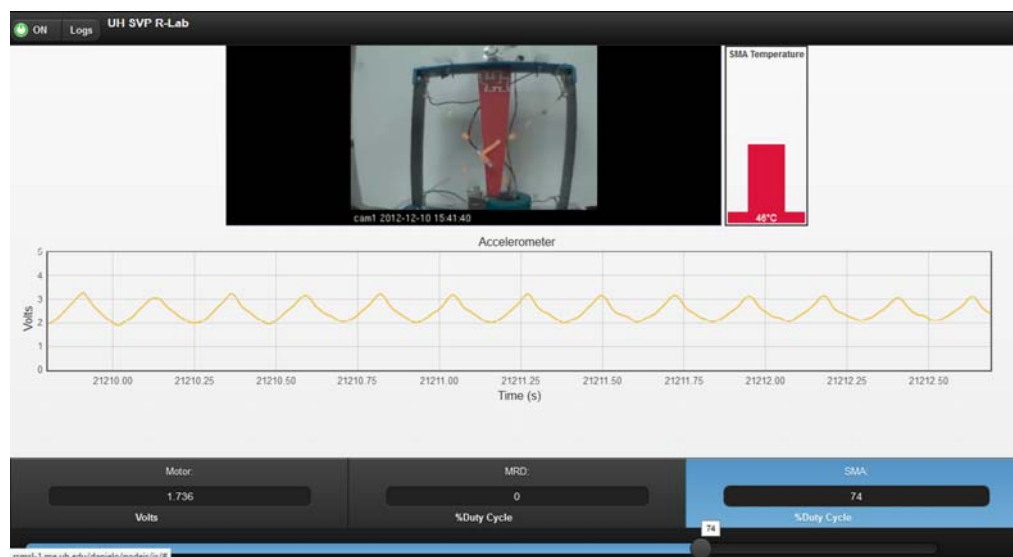 ON Logs UH SVP R-Lab
SMA Temperature
46°C
cam1 2012-12-10 15:41:40
Accelerometer
5
4
3
2
1
0
Volts
21210.00 21210.25 21210.50 21210.75 21211.00 21211.25 21211.50 21211.75 21212.00 21212.25 21212.50
Time (s)
Motor: MRD: SMA:
1.736 0 74
Volts %Duty Cycle %Duty Cycle
74